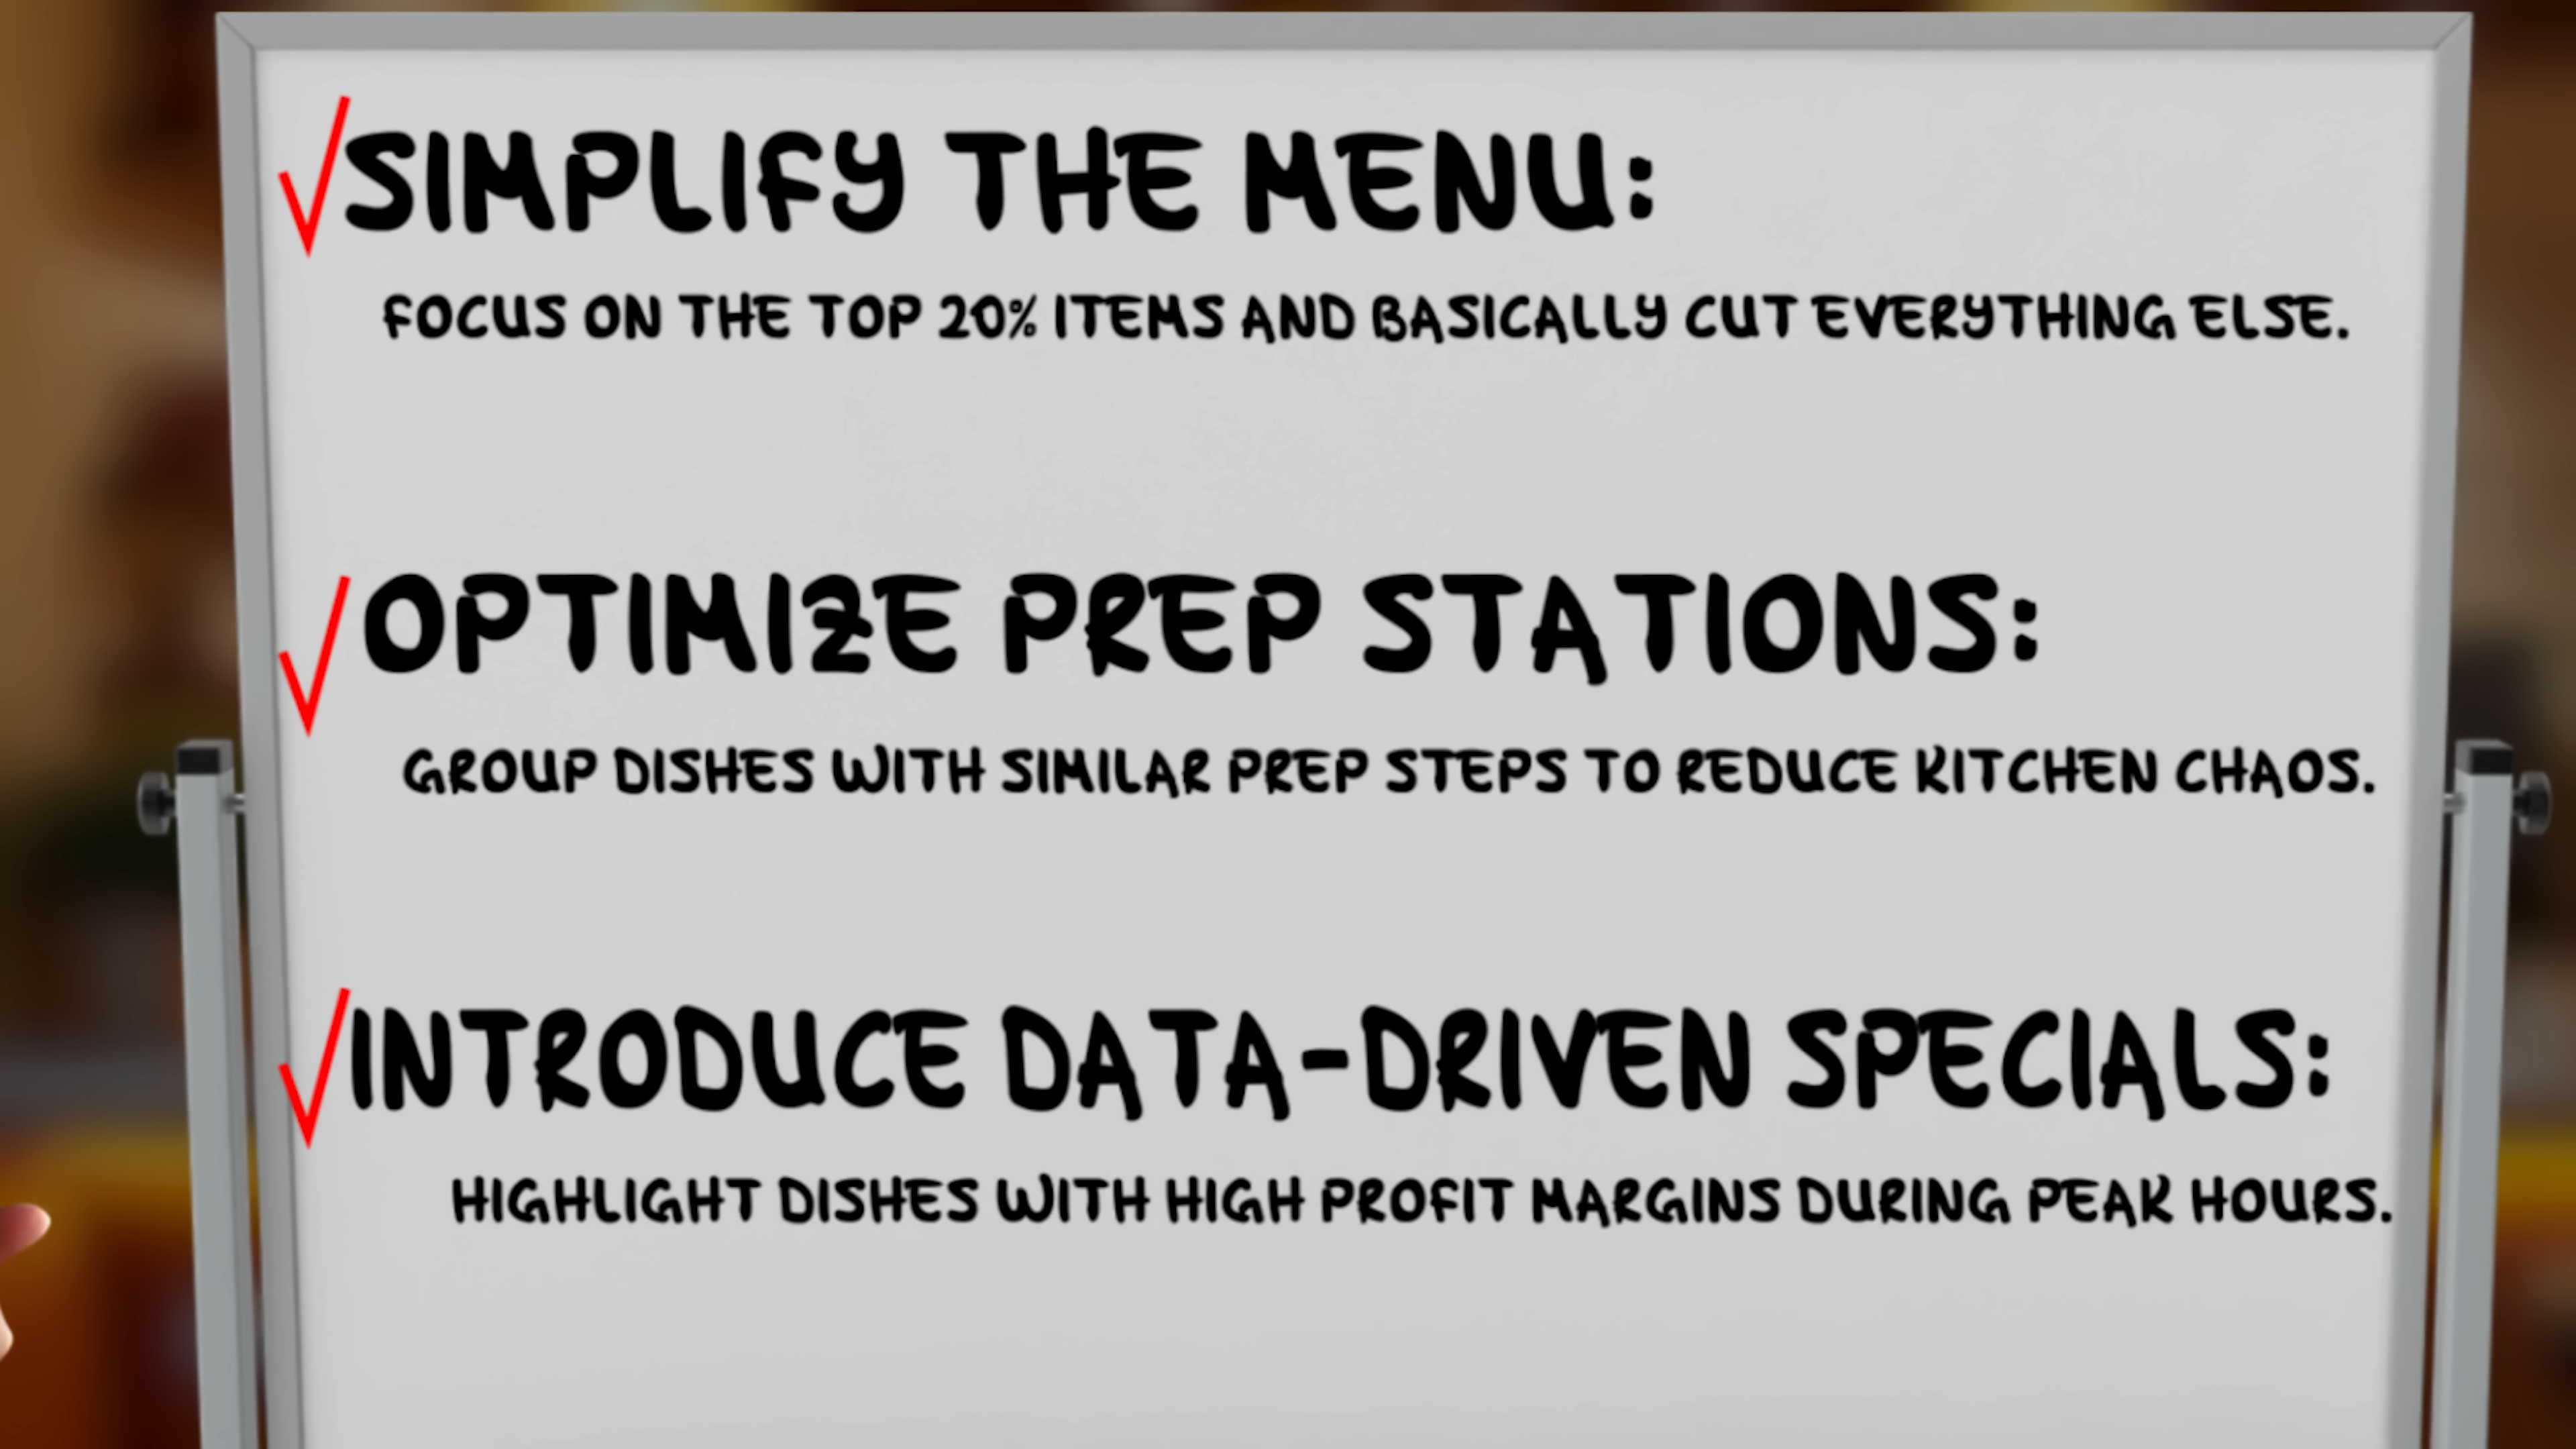 SIMPLIFY THE MENU:
FOCUS ON THE TOP 20% ITEMS AND BASICALLY CUT EVERYTHING ELSE.
OPTIMIZE PREP STATIONS:
GROUP DISHES WITH SIMILAR PREP STEPS TO REDUCE KITCHEN CHAOS.
INTRODUCE DATA-DRIVEN SPECIALS:
HIGHLIGHT DISHES WITH HIGH PROFIT MARGINS DURING PEAK HOURS.